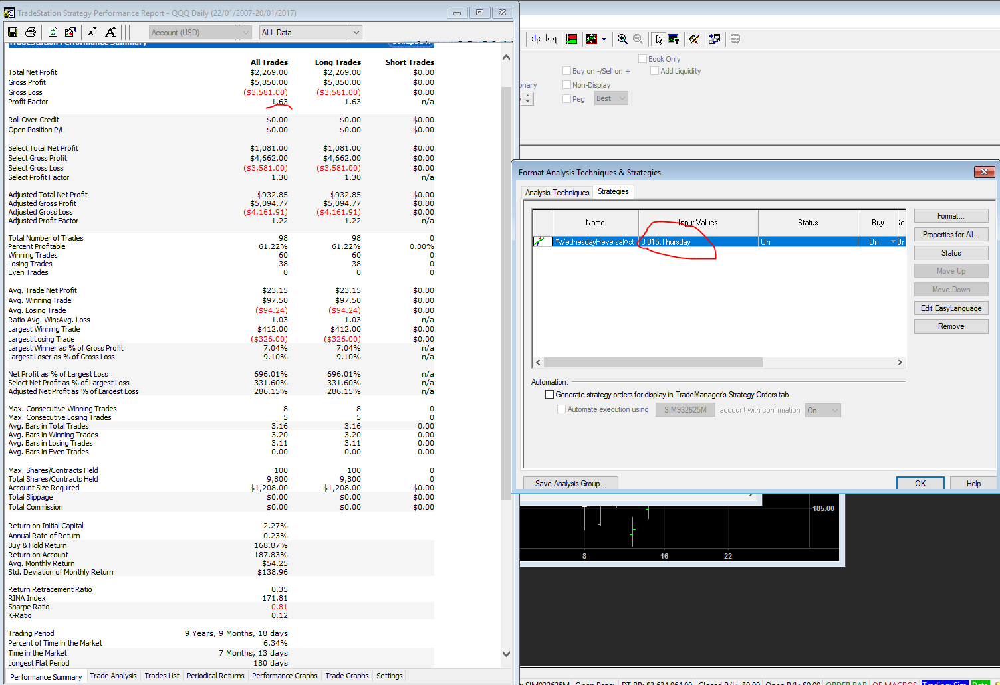 TradeStation Strategy Performance Report - QQQ Daily (22/01/2007-20/01/2017)
Account (USD) ALL Data
TradeStation Performance Summary
All Trades Long Trades Short Trades
Total Net Profit $2,269.00 $2,269.00 $0.00
Gross Profit $5,850.00 $5,850.00 $0.00
Gross Loss ($3,581.00) ($3,581.00) $0.00
Profit Factor 1.63 1.63 n/a
Roll Over Credit $0.00 $0.00 $0.00
Open Position P/L $0.00 $0.00 $0.00
Select Total Net Profit $1,081.00 $1,081.00 $0.00
Select Gross Profit $4,662.00 $4,662.00 $0.00
Select Gross Loss ($3,581.00) ($3,581.00) $0.00
Select Profit Factor 1.30 1.30 n/a
Adjusted Total Net Profit $932.85 $932.85 $0.00
Adjusted Gross Profit $5,094.77 $5,094.77 $0.00
Adjusted Gross Loss ($4,161.91) ($4,161.91) $0.00
Adjusted Profit Factor 1.22 1.22 n/a
Total Number of Trades 98 98 0
Percent Profitable 61.22% 61.22% 0.00%
Winning Trades 60 60 0
Losing Trades 38 38 0
Even Trades 0 0 0
Avg. Trade Net Profit $23.15 $23.15 $0.00
Avg. Winning Trade $97.50 $97.50 $0.00
Avg. Losing Trade ($94.24) ($94.24) $0.00
Ratio Avg. Win:Avg. Loss 1.03 1.03 n/a
Largest Winning Trade $412.00 $412.00 $0.00
Largest Losing Trade ($326.00) ($326.00) $0.00
Largest Winner as % of Gross Profit 7.04% 7.04% n/a
Largest Loser as % of Gross Loss 9.10% 9.10% n/a
Net Profit as % of Largest Loss 696.01% 696.01% n/a
Select Net Profit as % of Largest Loss 331.60% 331.60% n/a
Adjusted Net Profit as % of Largest Loss 286.15% 286.15% n/a
Max. Consecutive Winning Trades 8 8 0
Max. Consecutive Losing Trades 5 5 0
Avg. Bars in Total Trades 3.16 3.16 0.00
Avg. Bars in Winning Trades 3.20 3.20 0.00
Avg. Bars in Losing Trades 3.11 3.11 0.00
Avg. Bars in Even Trades 0.00 0.00 0.00
Max. Shares/Contracts Held 100 100 0
Total Shares/Contracts Held 9,800 9,800 0
Account Size Required $1,208.00 $1,208.00 $0.00
Total Slippage $0.00 $0.00 $0.00
Total Commission $0.00 $0.00 $0.00
Return on Initial Capital 2.27%
Annual Rate of Return 0.23%
Buy & Hold Return 168.87%
Return on Account 187.83%
Avg. Monthly Return $54.25
Std. Deviation of Monthly Return $138.96
Return Retracement Ratio 0.35
RINA Index 171.81
Sharpe Ratio -0.81
K-Ratio 0.12
Trading Period 9 Years, 9 Months, 18 days
Percent of Time in the Market 6.34%
Time in the Market 7 Months, 13 days
Longest Flat Period 180 days
Performance Summary Trade Analysis Trades List Periodical Returns Performance Graphs Trade Graphs Settings
Book Only
Buy on -/Sell on + Add Liquidity
onary Non-Display
Peg Best
Format Analysis Techniques & Strategies
Analysis Techniques Strategies
Name Input Values Status Buy Se
*WednesdayReversalAst 0.015,Thursday On On On
Format...
Properties for All...
Status
Move Up
Move Down
Edit EasyLanguage
Remove
Automation:
Generate strategy orders for display in TradeManager's Strategy Orders tab
Automate execution using SIM932625M account with confirmation On
Save Analysis Group... OK Help
185.00
8 16 22